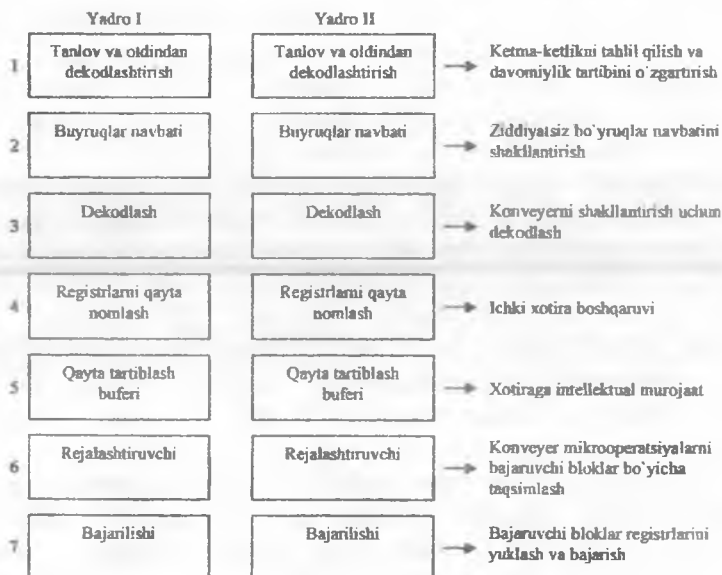 Yadro I Yadro II
1 Tanlov va oldindan dekodlashtirish Tanlov va oldindan dekodlashtirish Ketma-ketlikni tahlil qilish va
davomiylik tartibini o`zgartirish
2 Buyruqlar navbati Buyruqlar navbati Ziddiyatsiz bo`yruqlar navbatini
shakllantirish
3 Dekodlash Dekodlash Konveyerni shakllantirish uchun
dekodlash
4 Registrlarni qayta nomlash Registrlarni qayta nomlash Ichki xotira boshqaruvi
5 Qayta tartiblash buferi Qayta tartiblash buferi Xotiraga intellektual murojaat
6 Rejalashtiruvchi Rejalashtiruvchi Konveyer mikrooperatsiyalarni
bajaruvchi bloklar bo`yicha
taqsimlash
7 Bajarilishi Bajarilishi Bajaruvchi bloklar registrlarini
yuklash va bajarish